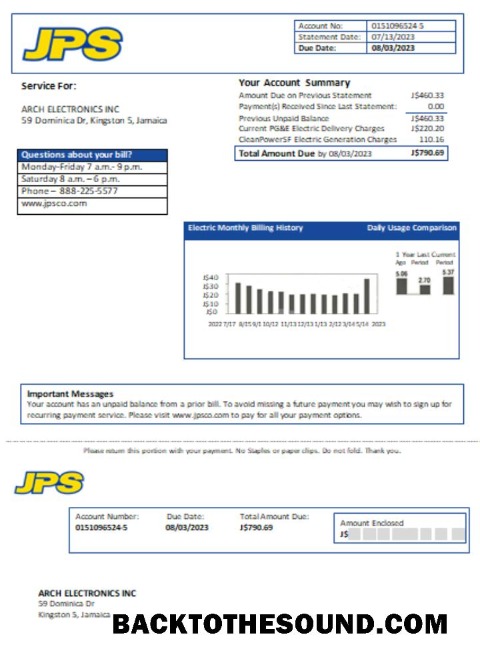 JPS
Account No: 0151096524-5
Statement Date: 07/13/2023
Due Date: 08/03/2023
Service For:
ARCH ELECTRONICS INC
59 Dominica Dr, Kingston 5, Jamaica
Your Account Summary
Amount Due on Previous Statement J$460.33
Payment(s) Received Since Last Statement: 0.00
Previous Unpaid Balance J$460.33
Current PG&E Electric Delivery Charges J$220.20
CleanPowerSF Electric Generation Charges 110.16
Total Amount Due by 08/03/2023 J$790.69
Questions about your bill?
Monday-Friday 7 a.m.- 9 p.m.
Saturday 8 a.m. – 6 p.m.
Phone – 888-225-5577
www.jpsco.com
Electric Monthly Billing History Daily Usage Comparison
1 Year Last Current
Ago Period Period
5.06 2.70 5.37
J$40
J$30
J$20
J$10
J$0
2022 7/17 8/15 9/1 10/12 11/13 12/13 1/13 2/12 3/14 5/14 2023
Important Messages
Your account has an unpaid balance from a prior bill. To avoid missing a future payment you may wish to sign up for
recurring payment service. Please visit www.jpsco.com to pay for all your payment options.
Please return this portion with your payment. No Staples or paper clips. Do not fold. Thank you.
JPS
Account Number: Due Date: Total Amount Due: Amount Enclosed
0151096524-5 08/03/2023 J$790.69 J$
ARCH ELECTRONICS INC
59 Dominica Dr
Kingston 5, Jamaica
BACKTOTHESOUND.COM